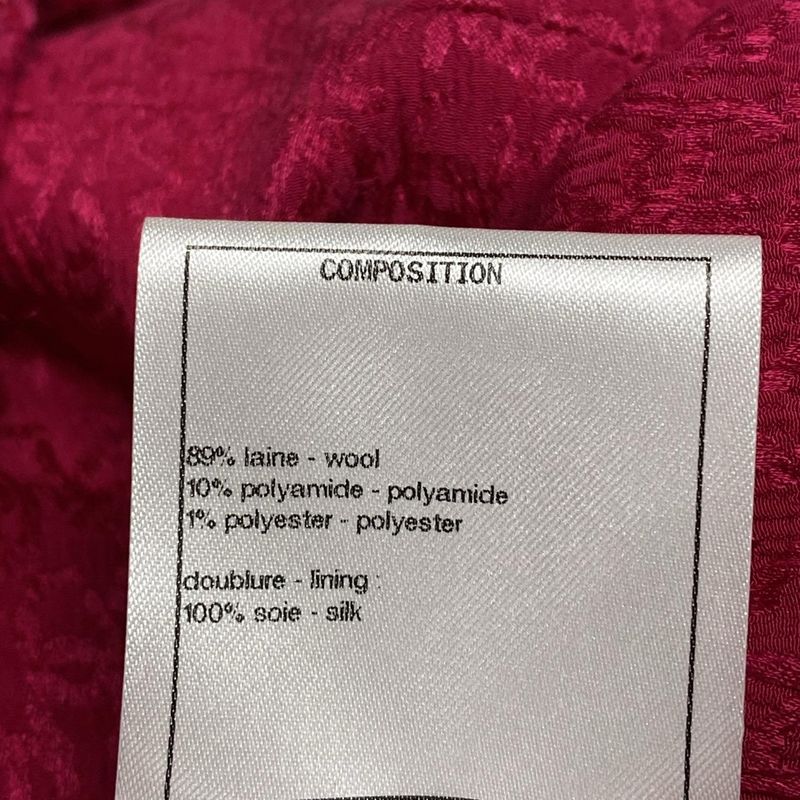 COMPOSITION
89% laine - wool
10% polyamide - polyamide
1% polyester - polyester
doublure - lining :
100% soie - silk